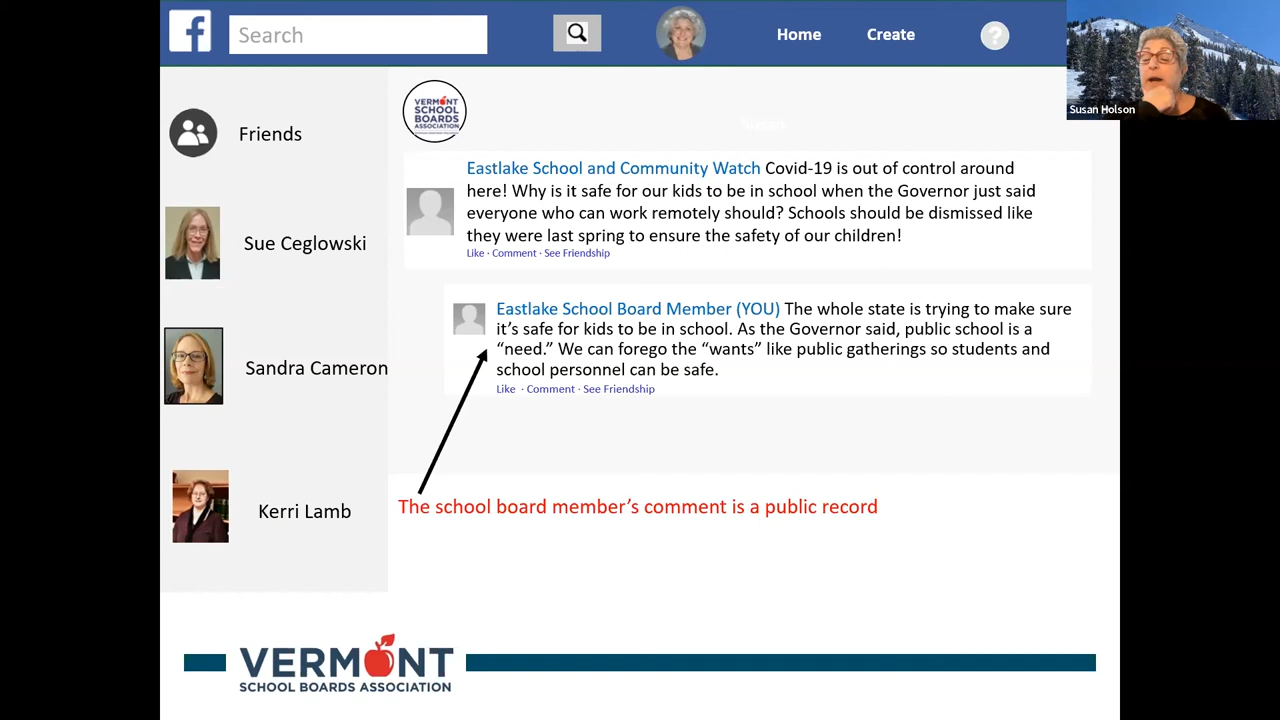 Search
Home
Create
?
Susan Holson
VERMONT
SCHOOL
BOARDS
ASSOCIATION
Friends
Sue Ceglowski
Sandra Cameron
Kerri Lamb
Eastlake School and Community Watch Covid-19 is out of control around
here! Why is it safe for our kids to be in school when the Governor just said
everyone who can work remotely should? Schools should be dismissed like
they were last spring to ensure the safety of our children!
Like · Comment · See Friendship
Eastlake School Board Member (YOU) The whole state is trying to make sure
it’s safe for kids to be in school. As the Governor said, public school is a
“need.” We can forego the “wants” like public gatherings so students and
school personnel can be safe.
Like · Comment · See Friendship
The school board member’s comment is a public record
VERMONT
SCHOOL BOARDS ASSOCIATION